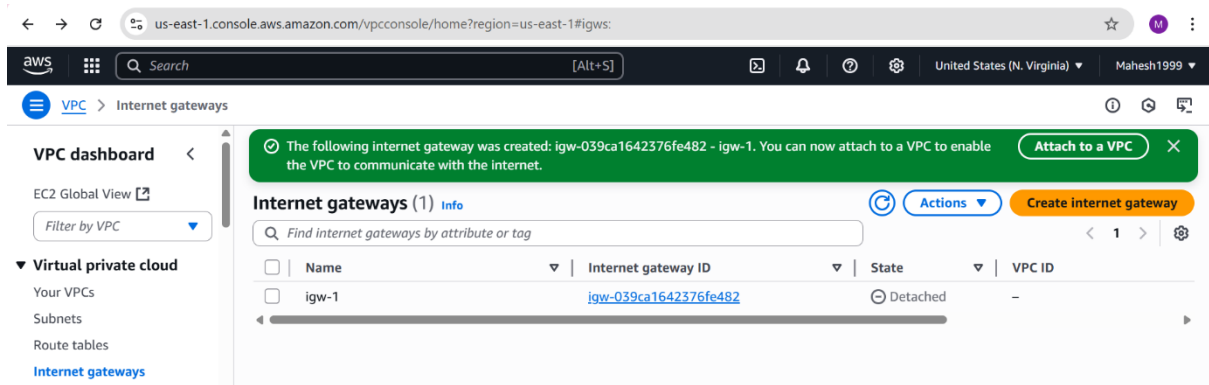 us-east-1.console.aws.amazon.com/vpcconsole/home?region=us-east-1#igws:
M
aws
Search
[Alt+S]
United States (N. Virginia)
Mahesh1999
VPC > Internet gateways
VPC dashboard
EC2 Global View
Filter by VPC
Virtual private cloud
Your VPCs
Subnets
Route tables
Internet gateways
The following internet gateway was created: igw-039ca1642376fe482 - igw-1. You can now attach to a VPC to enable
the VPC to communicate with the internet.
Attach to a VPC
Internet gateways (1) Info
Actions
Create internet gateway
Find internet gateways by attribute or tag
1
Name Internet gateway ID State VPC ID
igw-1 igw-039ca1642376fe482 Detached –